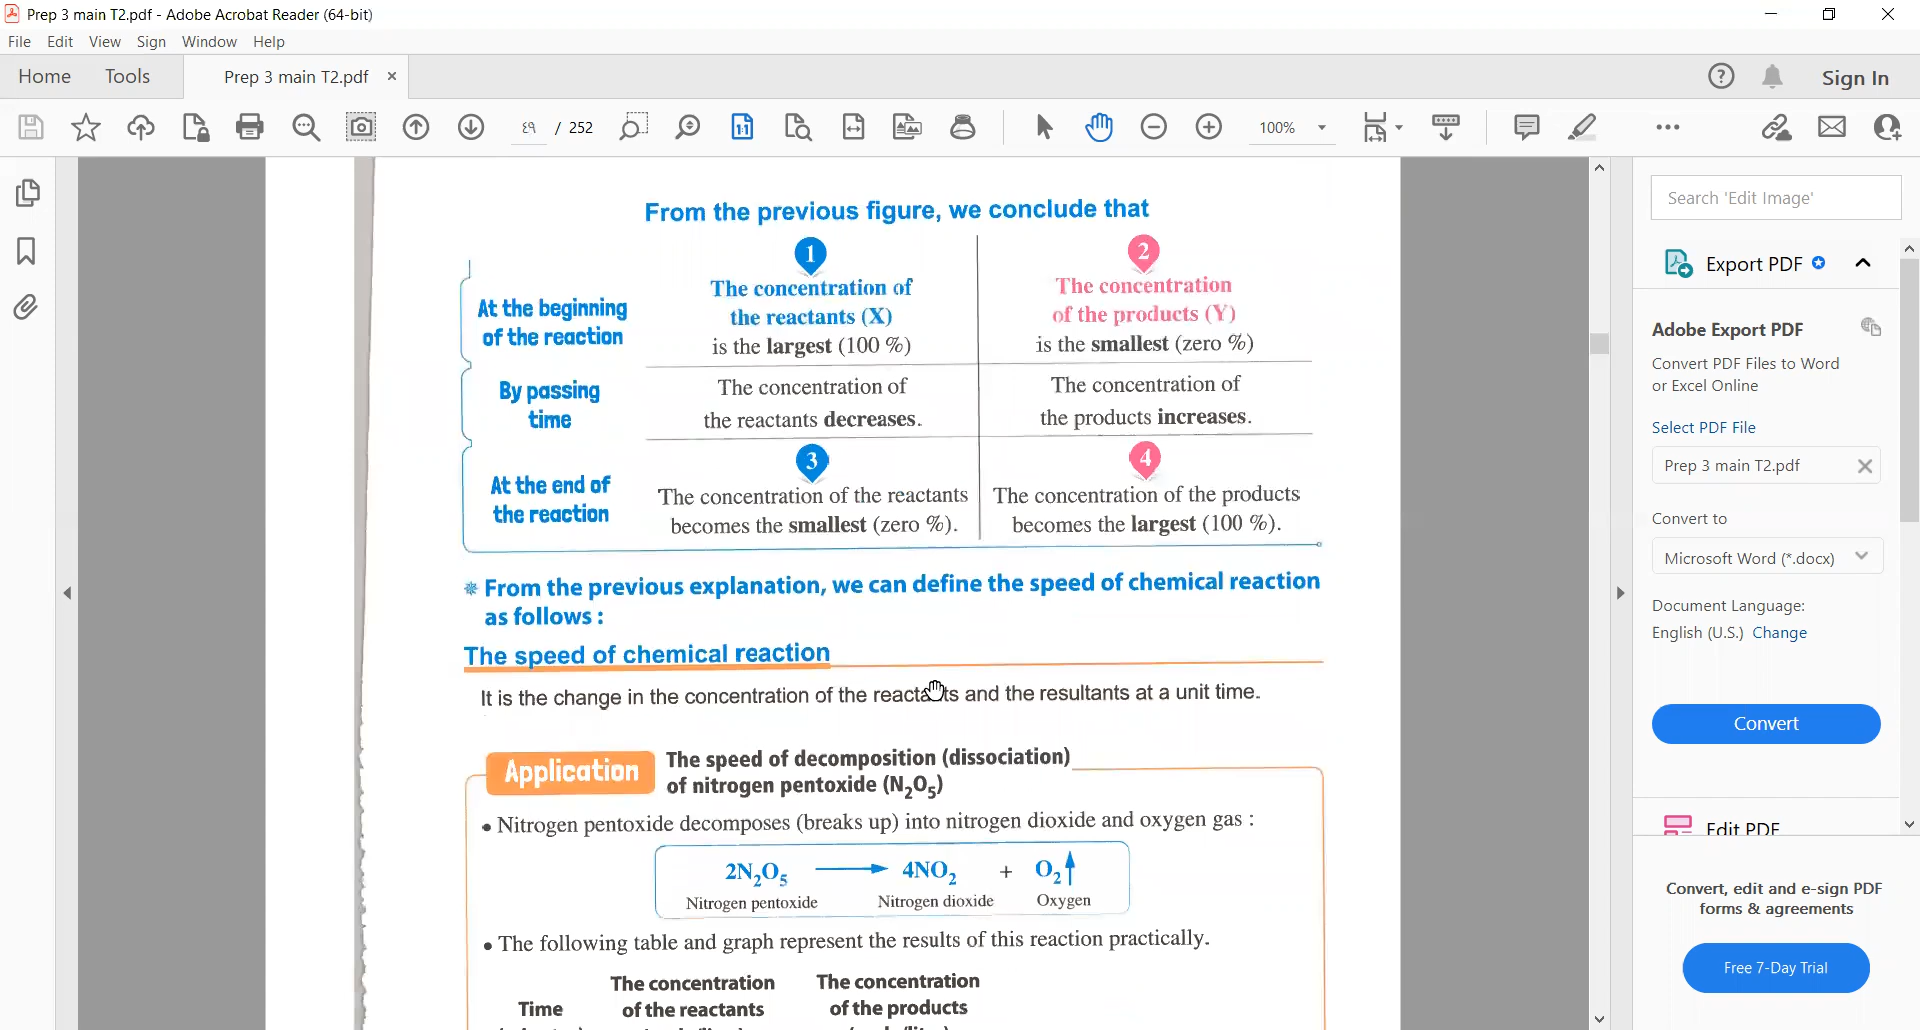 Prep 3 main T2.pdf - Adobe Acrobat Reader (64-bit)
File Edit View Sign Window Help
Home Tools Prep 3 main T2.pdf × Sign In
٤٩ / 252 100%
From the previous figure, we conclude that
1 2
At the beginning of the reaction
The concentration of
the reactants (X)
is the largest (100 %)
The concentration
of the products (Y)
is the smallest (zero %)
By passing
time
The concentration of
the reactants decreases.
The concentration of
the products increases.
3 4
At the end of
the reaction
The concentration of the reactants
becomes the smallest (zero %).
The concentration of the products
becomes the largest (100 %).
* From the previous explanation, we can define the speed of chemical reaction
as follows :
The speed of chemical reaction
It is the change in the concentration of the reactants and the resultants at a unit time.
Application
The speed of decomposition (dissociation)
of nitrogen pentoxide (N₂O₅)
• Nitrogen pentoxide decomposes (breaks up) into nitrogen dioxide and oxygen gas :
2N₂O₅ → 4NO₂ + O₂↑
Nitrogen pentoxide Nitrogen dioxide Oxygen
• The following table and graph represent the results of this reaction practically.
Time
The concentration
of the reactants
The concentration
of the products
Search 'Edit Image'
Export PDF
Adobe Export PDF
Convert PDF Files to Word
or Excel Online
Select PDF File
Prep 3 main T2.pdf
Convert to
Microsoft Word (*.docx)
Document Language:
English (U.S.) Change
Convert
Edit PDF
Convert, edit and e-sign PDF
forms & agreements
Free 7-Day Trial